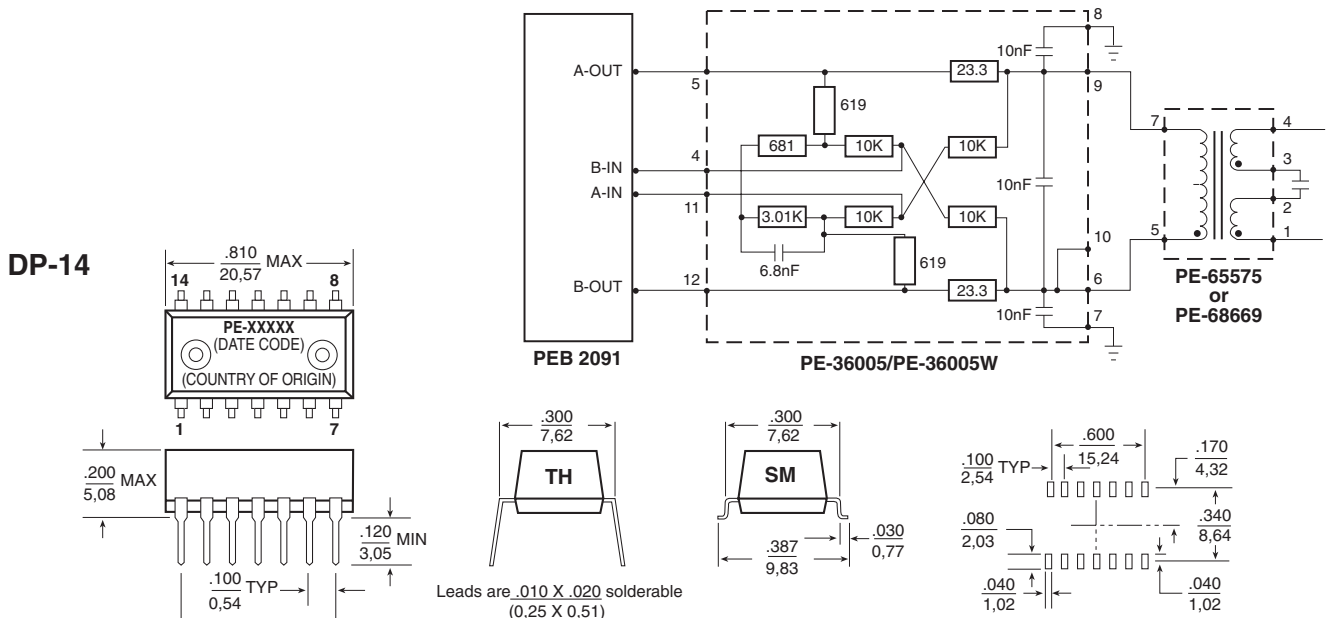 DP-14
.810
20,57
MAX
14
8
PE-XXXXX
(DATE CODE)
(COUNTRY OF ORIGIN)
1
7
.200
5,08
MAX
.120
3,05
MIN
.100
0,54
TYP
A-OUT
B-IN
A-IN
B-OUT
PEB 2091
5
4
11
12
619
681
10K
10K
3.01K
10K
10K
6.8nF
619
23.3
23.3
10nF
10nF
10nF
8
9
10
6
7
PE-36005/PE-36005W
7
5
4
3
2
1
PE-65575
or
PE-68669
.300
7,62
TH
Leads are .010 X .020 solderable
(0,25 X 0,51)
.300
7,62
SM
.030
0,77
.387
9,83
.600
15,24
.100
2,54
TYP
.170
4,32
.080
2,03
.340
8,64
.040
1,02
.040
1,02